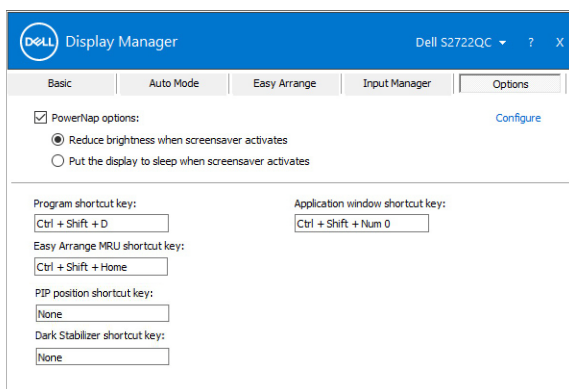 DELL Display Manager
Dell S2722QC ? X
Basic Auto Mode Easy Arrange Input Manager Options
PowerNap options: Configure
Reduce brightness when screensaver activates
Put the display to sleep when screensaver activates
Program shortcut key: Application window shortcut key:
Ctrl + Shift + D Ctrl + Shift + Num 0
Easy Arrange MRU shortcut key:
Ctrl + Shift + Home
PIP position shortcut key:
None
Dark Stabilizer shortcut key:
None